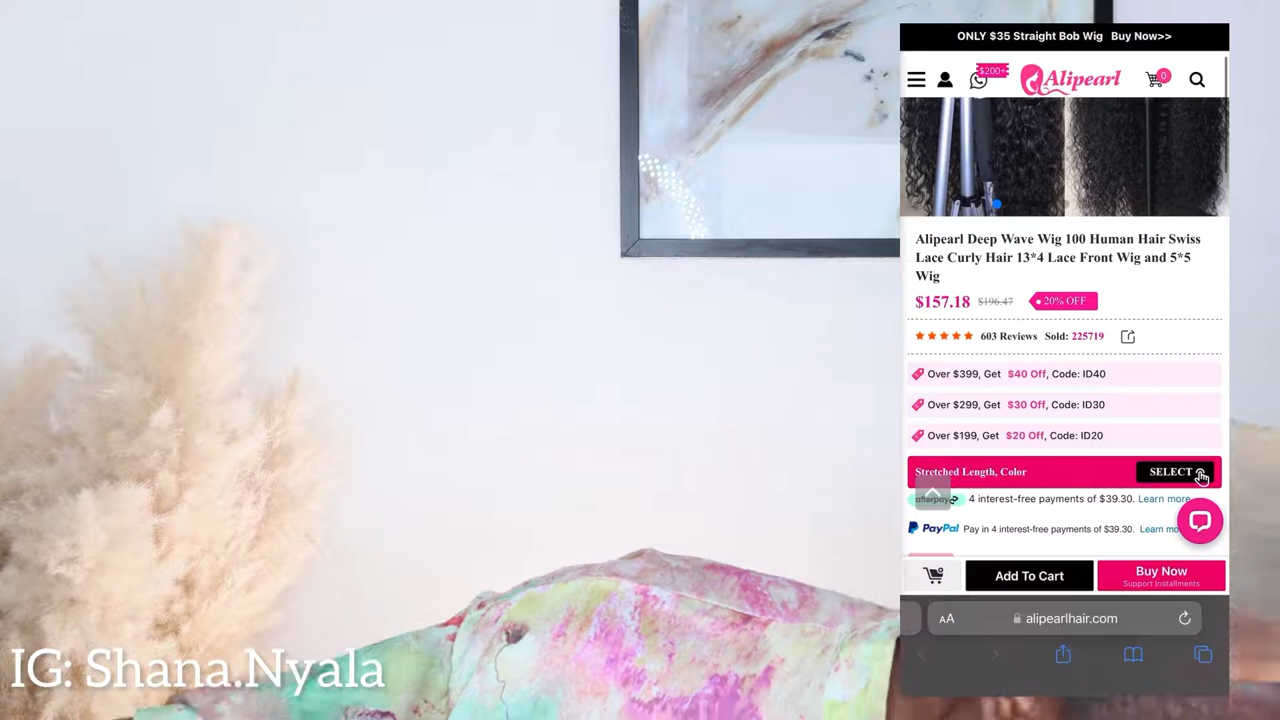 ONLY $35 Straight Bob Wig Buy Now>>
$200+
Alipearl
0
Alipearl Deep Wave Wig 100 Human Hair Swiss
Lace Curly Hair 13*4 Lace Front Wig and 5*5
Wig
$157.18 $196.47 20% OFF
603 Reviews Sold: 225719
Over $399, Get $40 Off, Code: ID40
Over $299, Get $30 Off, Code: ID30
Over $199, Get $20 Off, Code: ID20
Stretched Length, Color SELECT
afterpay 4 interest-free payments of $39.30. Learn more
PayPal Pay in 4 interest-free payments of $39.30. Learn mo
Add To Cart
Buy Now
Support Installments
AA alipearlhair.com
IG: Shana.Nyala